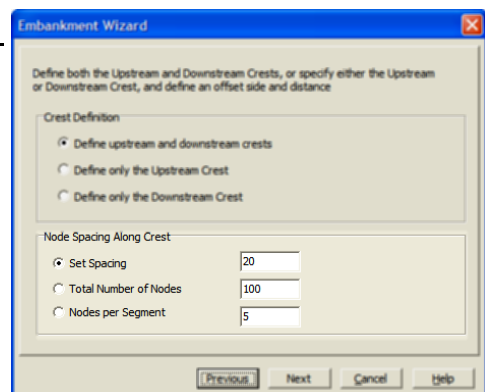 Embankment Wizard
Define both the Upstream and Downstream Crests, or specify either the Upstream
or Downstream Crest, and define an offset side and distance
Crest Definition
Define upstream and downstream crests
Define only the Upstream Crest
Define only the Downstream Crest
Node Spacing Along Crest
Set Spacing 20
Total Number of Nodes 100
Nodes per Segment 5
Previous Next Cancel Help